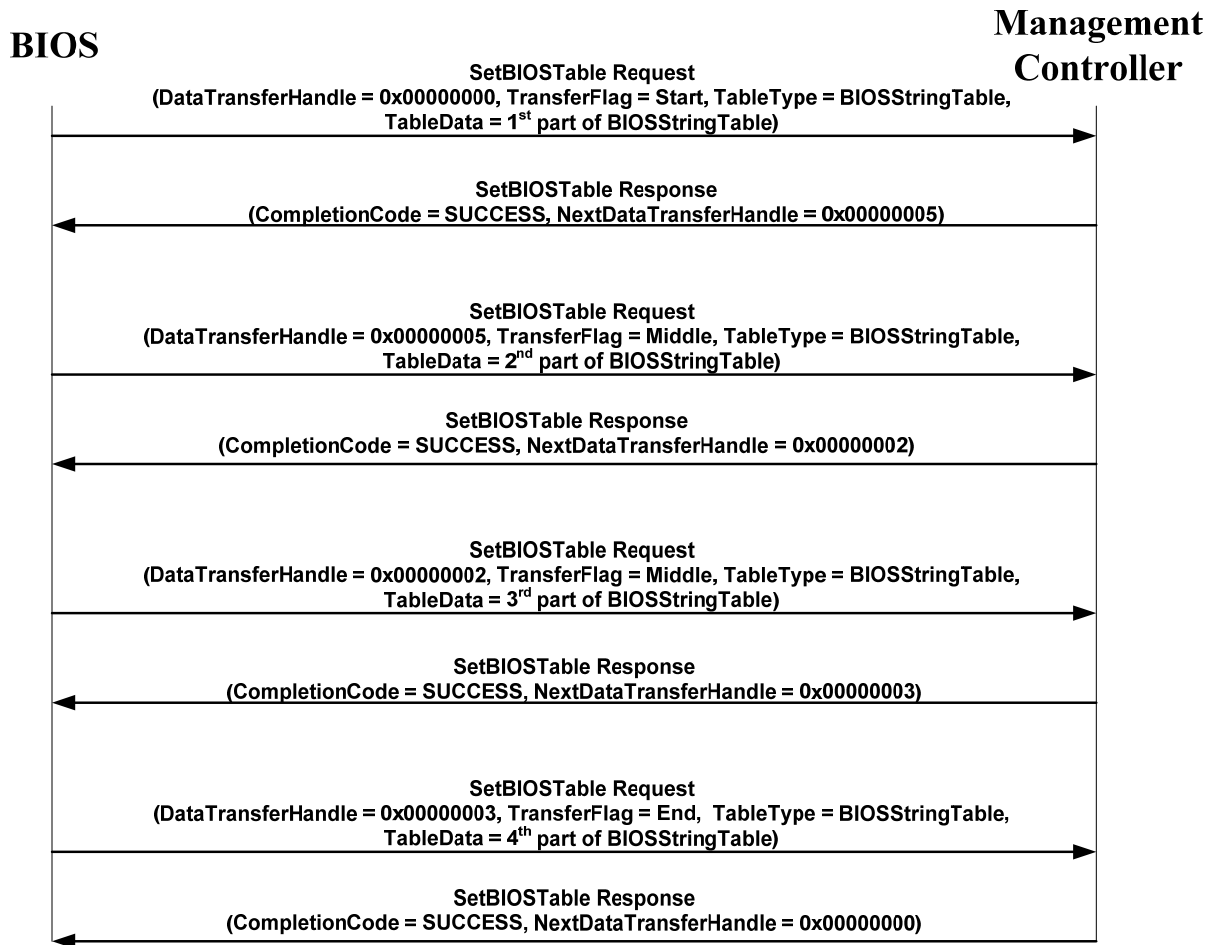 BIOS
Management
Controller
SetBIOSTable Request
(DataTransferHandle = 0x00000000, TransferFlag = Start, TableType = BIOSStringTable,
TableData = 1st part of BIOSStringTable)
SetBIOSTable Response
(CompletionCode = SUCCESS, NextDataTransferHandle = 0x00000005)
SetBIOSTable Request
(DataTransferHandle = 0x00000005, TransferFlag = Middle, TableType = BIOSStringTable,
TableData = 2nd part of BIOSStringTable)
SetBIOSTable Response
(CompletionCode = SUCCESS, NextDataTransferHandle = 0x00000002)
SetBIOSTable Request
(DataTransferHandle = 0x00000002, TransferFlag = Middle, TableType = BIOSStringTable,
TableData = 3rd part of BIOSStringTable)
SetBIOSTable Response
(CompletionCode = SUCCESS, NextDataTransferHandle = 0x00000003)
SetBIOSTable Request
(DataTransferHandle = 0x00000003, TransferFlag = End, TableType = BIOSStringTable,
TableData = 4th part of BIOSStringTable)
SetBIOSTable Response
(CompletionCode = SUCCESS, NextDataTransferHandle = 0x00000000)